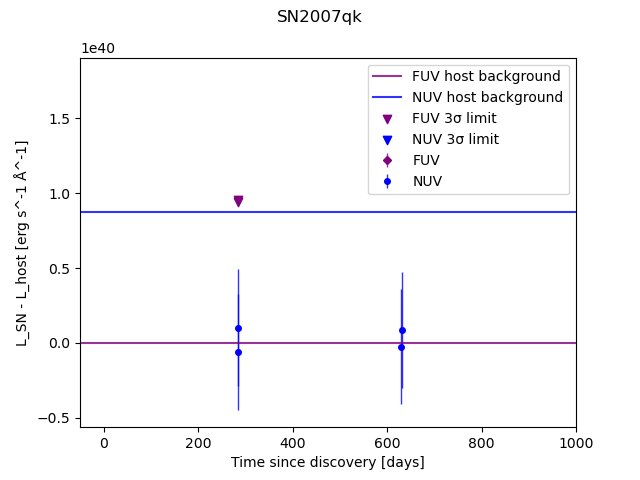 SN2007qk
1e40
FUV host background
NUV host background
FUV 3σ limit
NUV 3σ limit
FUV
NUV
1.5
1.0
0.5
0.0
−0.5
L_SN - L_host [erg s^-1 Å^-1]
0 200 400 600 800 1000
Time since discovery [days]